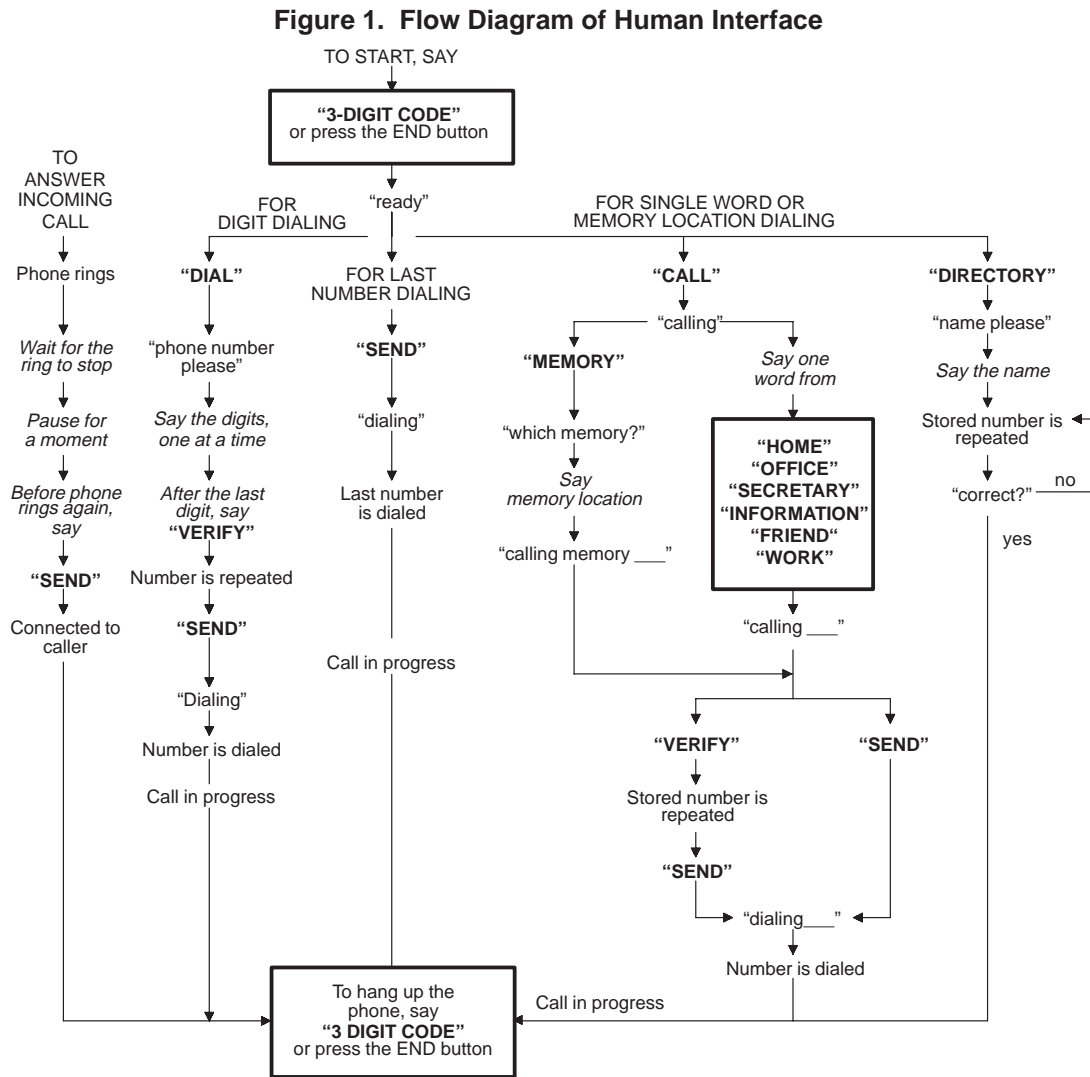 Figure 1.  Flow Diagram of Human Interface
TO START, SAY
“3-DIGIT CODE”
or press the END button
“ready”
TO
ANSWER
INCOMING
CALL
Phone rings
Wait for the
ring to stop
Pause for
a moment
Before phone
rings again,
say
“SEND”
Connected to
caller
FOR
DIGIT DIALING
“DIAL”
“phone number
please”
Say the digits,
one at a time
After the last
digit, say
“VERIFY”
Number is repeated
“SEND”
“Dialing”
Number is dialed
Call in progress
FOR LAST
NUMBER DIALING
“SEND”
“dialing”
Last number
is dialed
Call in progress
FOR SINGLE WORD OR
MEMORY LOCATION DIALING
“CALL”
“calling”
“MEMORY”
“which memory?”
Say
memory location
“calling memory ___”
Say one
word from
“HOME”
“OFFICE”
“SECRETARY”
“INFORMATION”
“FRIEND“
“WORK”
“calling ___”
“VERIFY”
Stored number is
repeated
“SEND”
“SEND”
“dialing___”
Number is dialed
“DIRECTORY”
“name please”
Say the name
Stored number is
repeated
“correct?”
no
yes
Call in progress
To hang up the
phone, say
“3 DIGIT CODE”
or press the END button